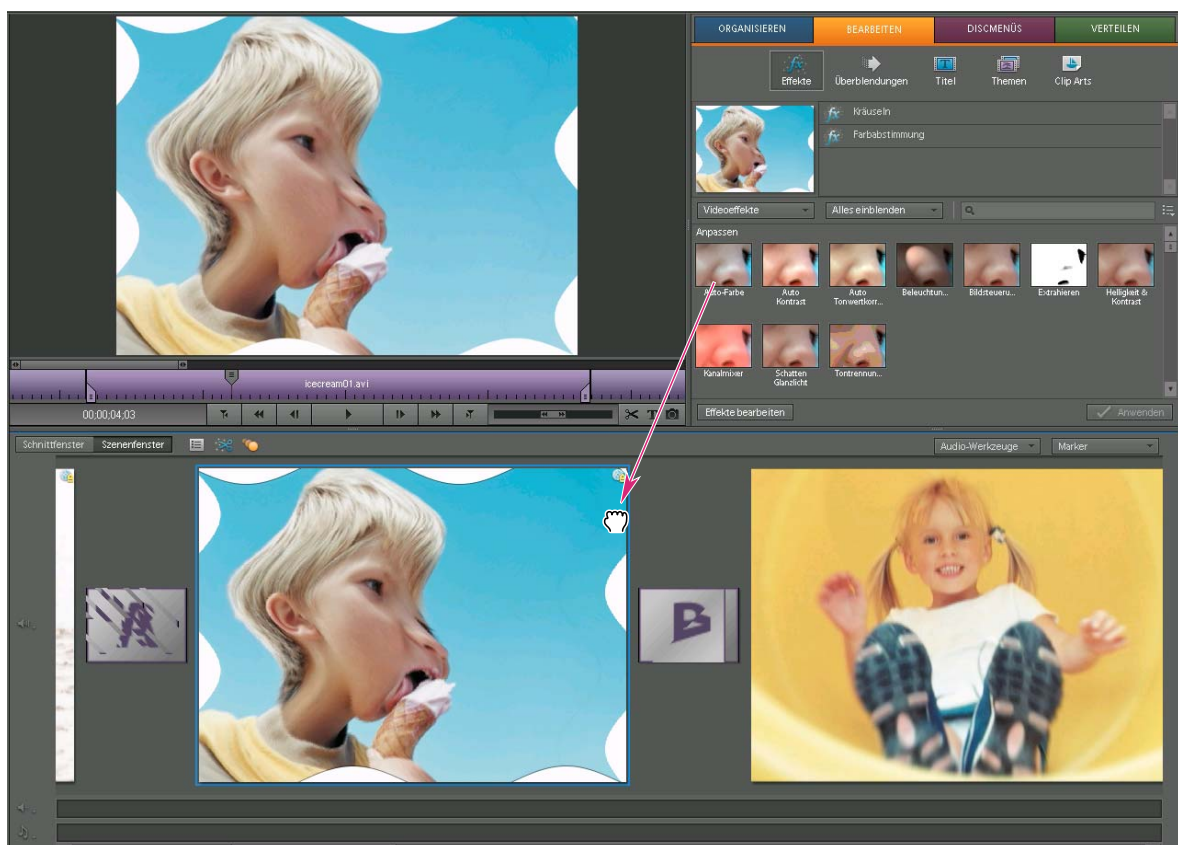 ORGANISIEREN BEARBEITEN DISCMENÜS VERTEILEN
Effekte Überblendungen Titel Themen Clip Arts
Kräuseln
Farbabstimmung
Videoeffekte Alles einblenden
Anpassen
Auto-Farbe Auto Kontrast Auto Tonwertkorr... Beleuchtun... Bildsteueru... Extrahieren Helligkeit & Kontrast
Kanalmixer Schatten Glanzlicht Tontrennun...
icecream01.avi
00;00;04;03
Effekte bearbeiten Anwenden
Schnittfenster Szenenfenster Audio-Werkzeuge Marker
A B